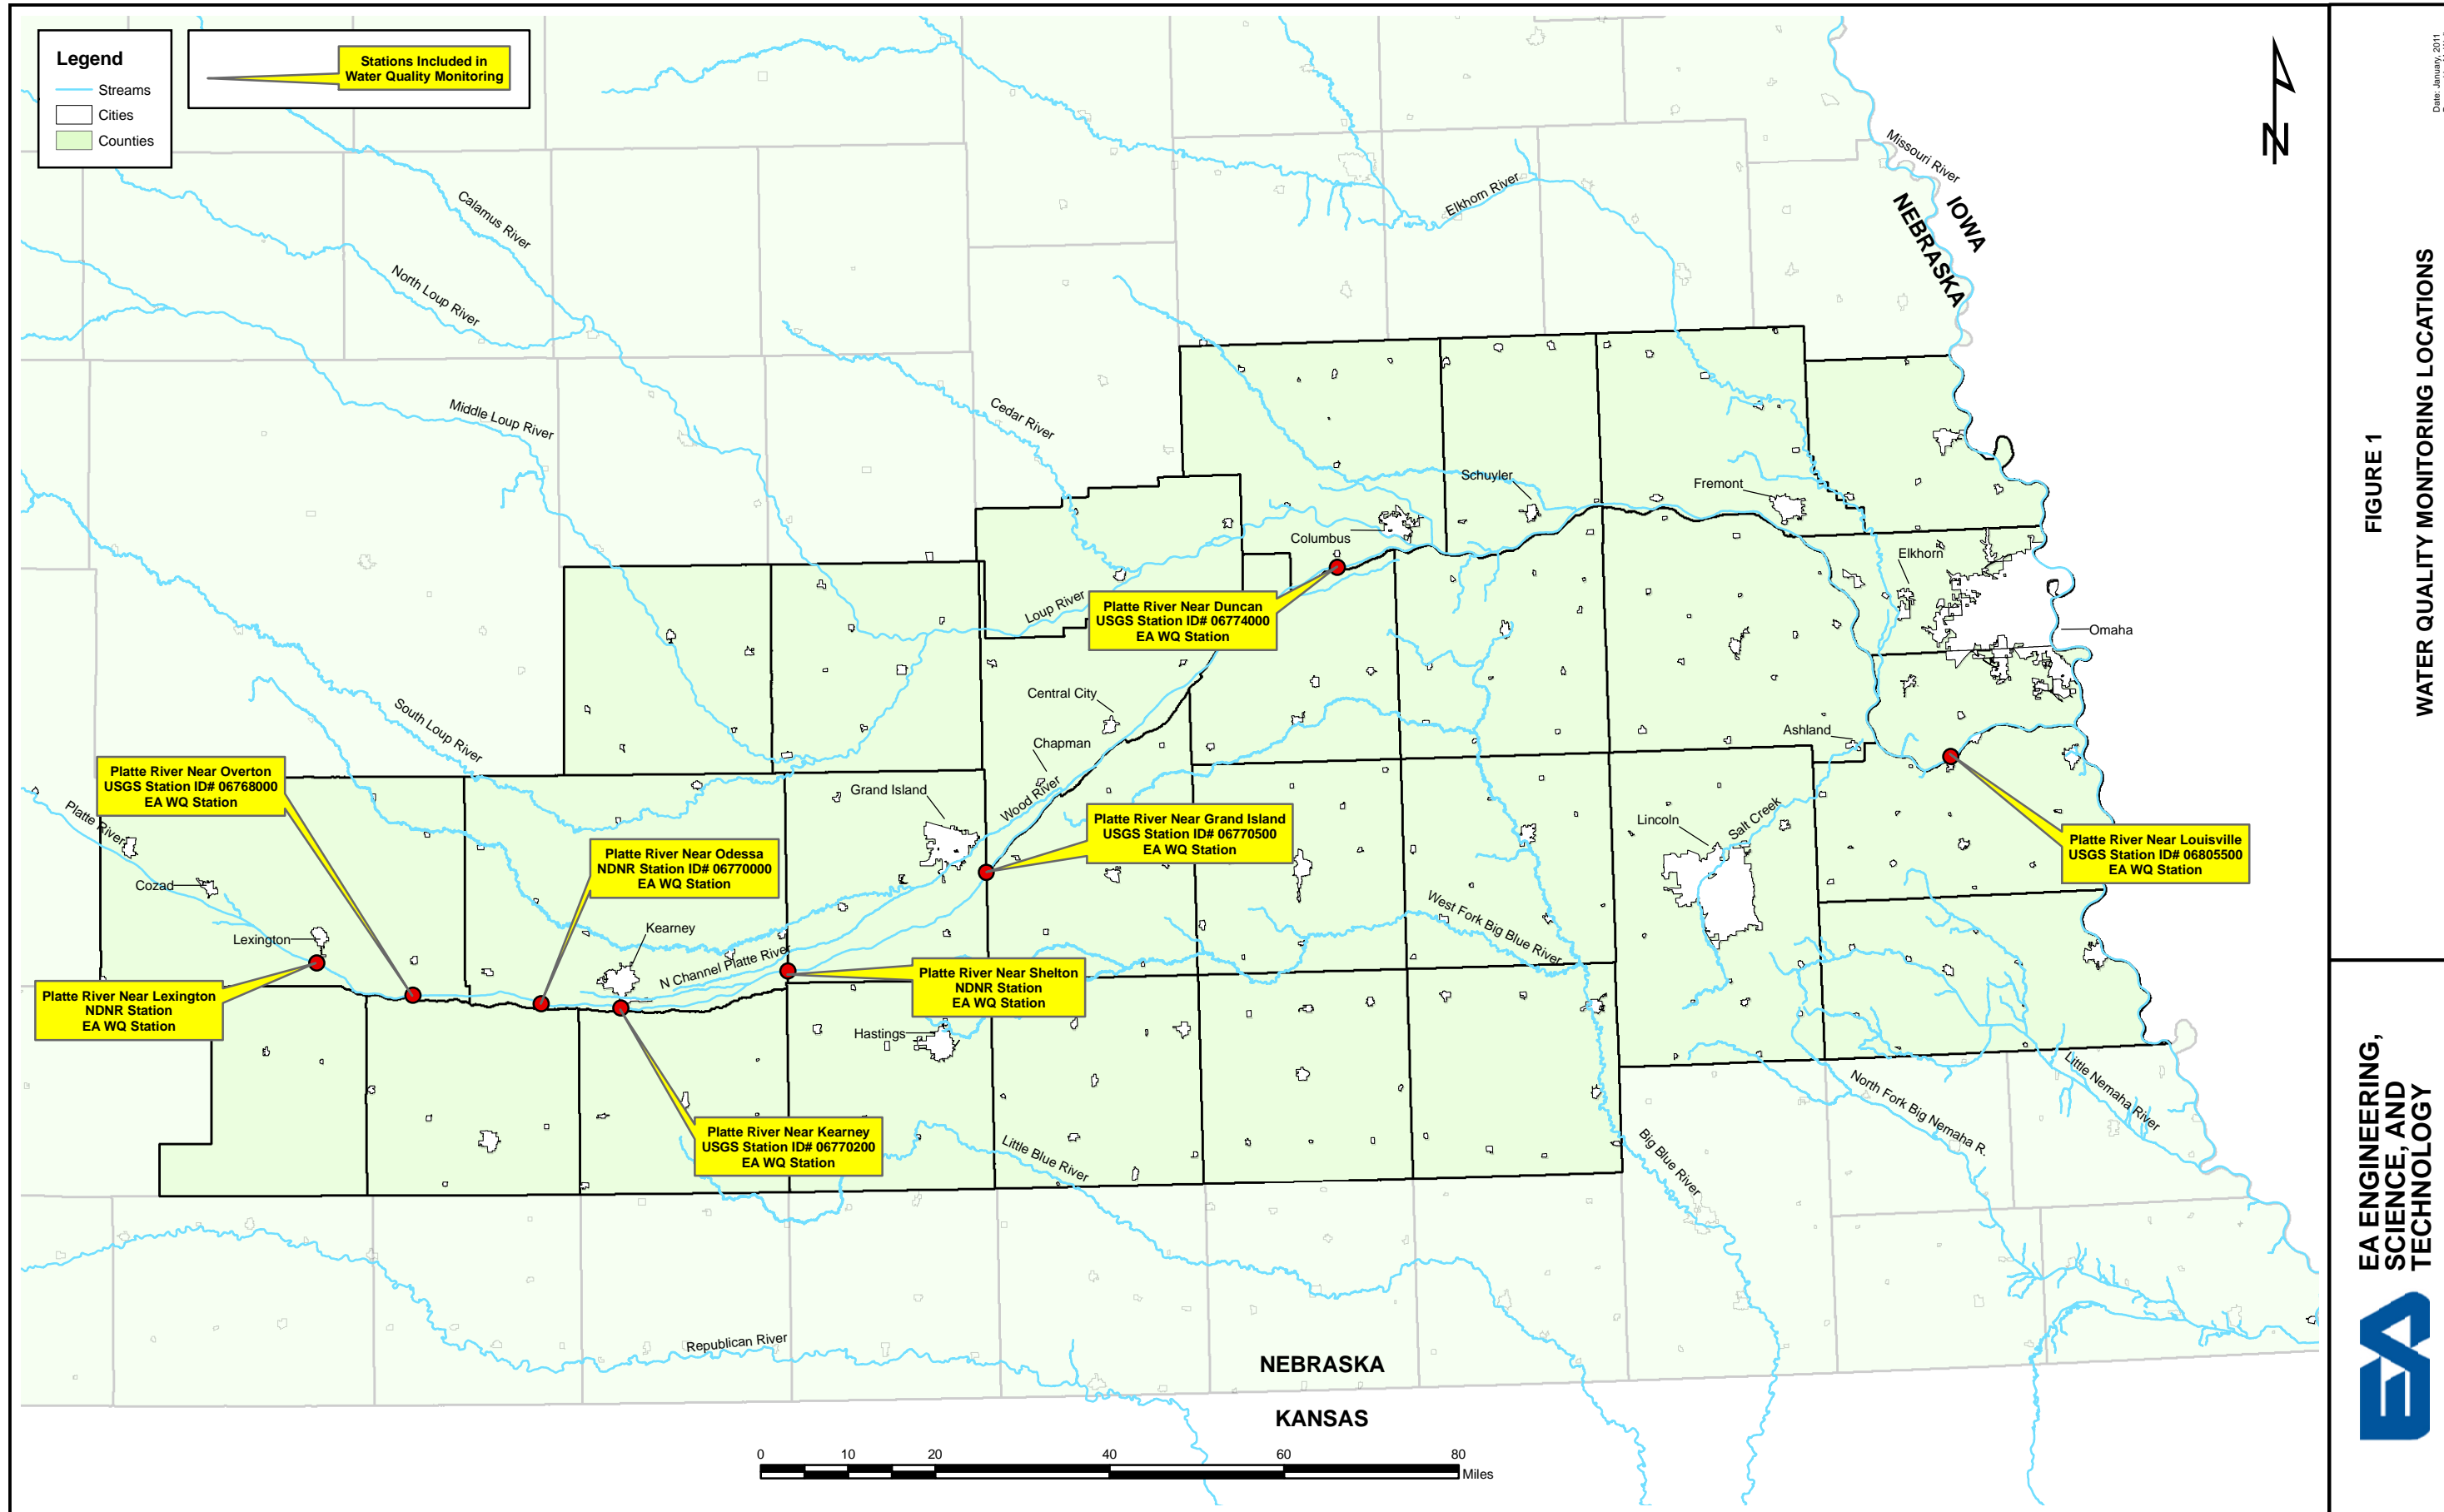 Legend
Streams
Cities
Counties
Stations Included in
Water Quality Monitoring
N
Missouri River
IOWA
NEBRASKA
Elkhorn River
Calamus River
North Loup River
Middle Loup River
Cedar River
Schuyler
Fremont
Columbus
Elkhorn
Omaha
Loup River
Platte River Near Duncan
USGS Station ID# 06774000
EA WQ Station
Central City
Chapman
South Loup River
Ashland
Platte River Near Overton
USGS Station ID# 06768000
EA WQ Station
Platte River
Grand Island
Wood River
Platte River Near Grand Island
USGS Station ID# 06770500
EA WQ Station
Lincoln
Salt Creek
Platte River Near Louisville
USGS Station ID# 06805500
EA WQ Station
Platte River Near Odessa
NDNR Station ID# 06770000
EA WQ Station
Cozad
Lexington
Kearney
West Fork Big Blue River
N Channel Platte River
Platte River Near Shelton
NDNR Station
EA WQ Station
Platte River Near Lexington
NDNR Station
EA WQ Station
Hastings
Platte River Near Kearney
USGS Station ID# 06770200
EA WQ Station
Little Blue River
Big Blue River
North Fork Big Nemaha R.
Little Nemaha River
Republican River
NEBRASKA
KANSAS
0 10 20 40 60 80
Miles
Date: January, 2011
FIGURE 1
WATER QUALITY MONITORING LOCATIONS
EA ENGINEERING,
SCIENCE, AND
TECHNOLOGY
EA